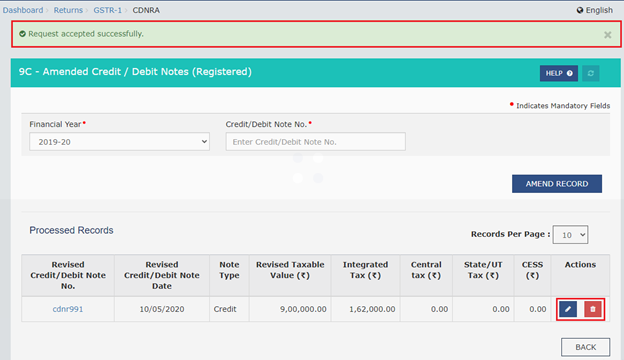 Dashboard › Returns › GSTR-1 › CDNRA English
Request accepted successfully. ×
9C - Amended Credit / Debit Notes (Registered) HELP ?
• Indicates Mandatory Fields
Financial Year• Credit/Debit Note No.•
2019-20 Enter Credit/Debit Note No.
AMEND RECORD
Processed Records Records Per Page : 10
Revised Credit/Debit Note No. Revised Credit/Debit Note Date Note Type Revised Taxable Value (₹) Integrated Tax (₹) Central tax (₹) State/UT Tax (₹) CESS (₹) Actions
cdnr991 10/05/2020 Credit 9,00,000.00 1,62,000.00 0.00 0.00 0.00
BACK